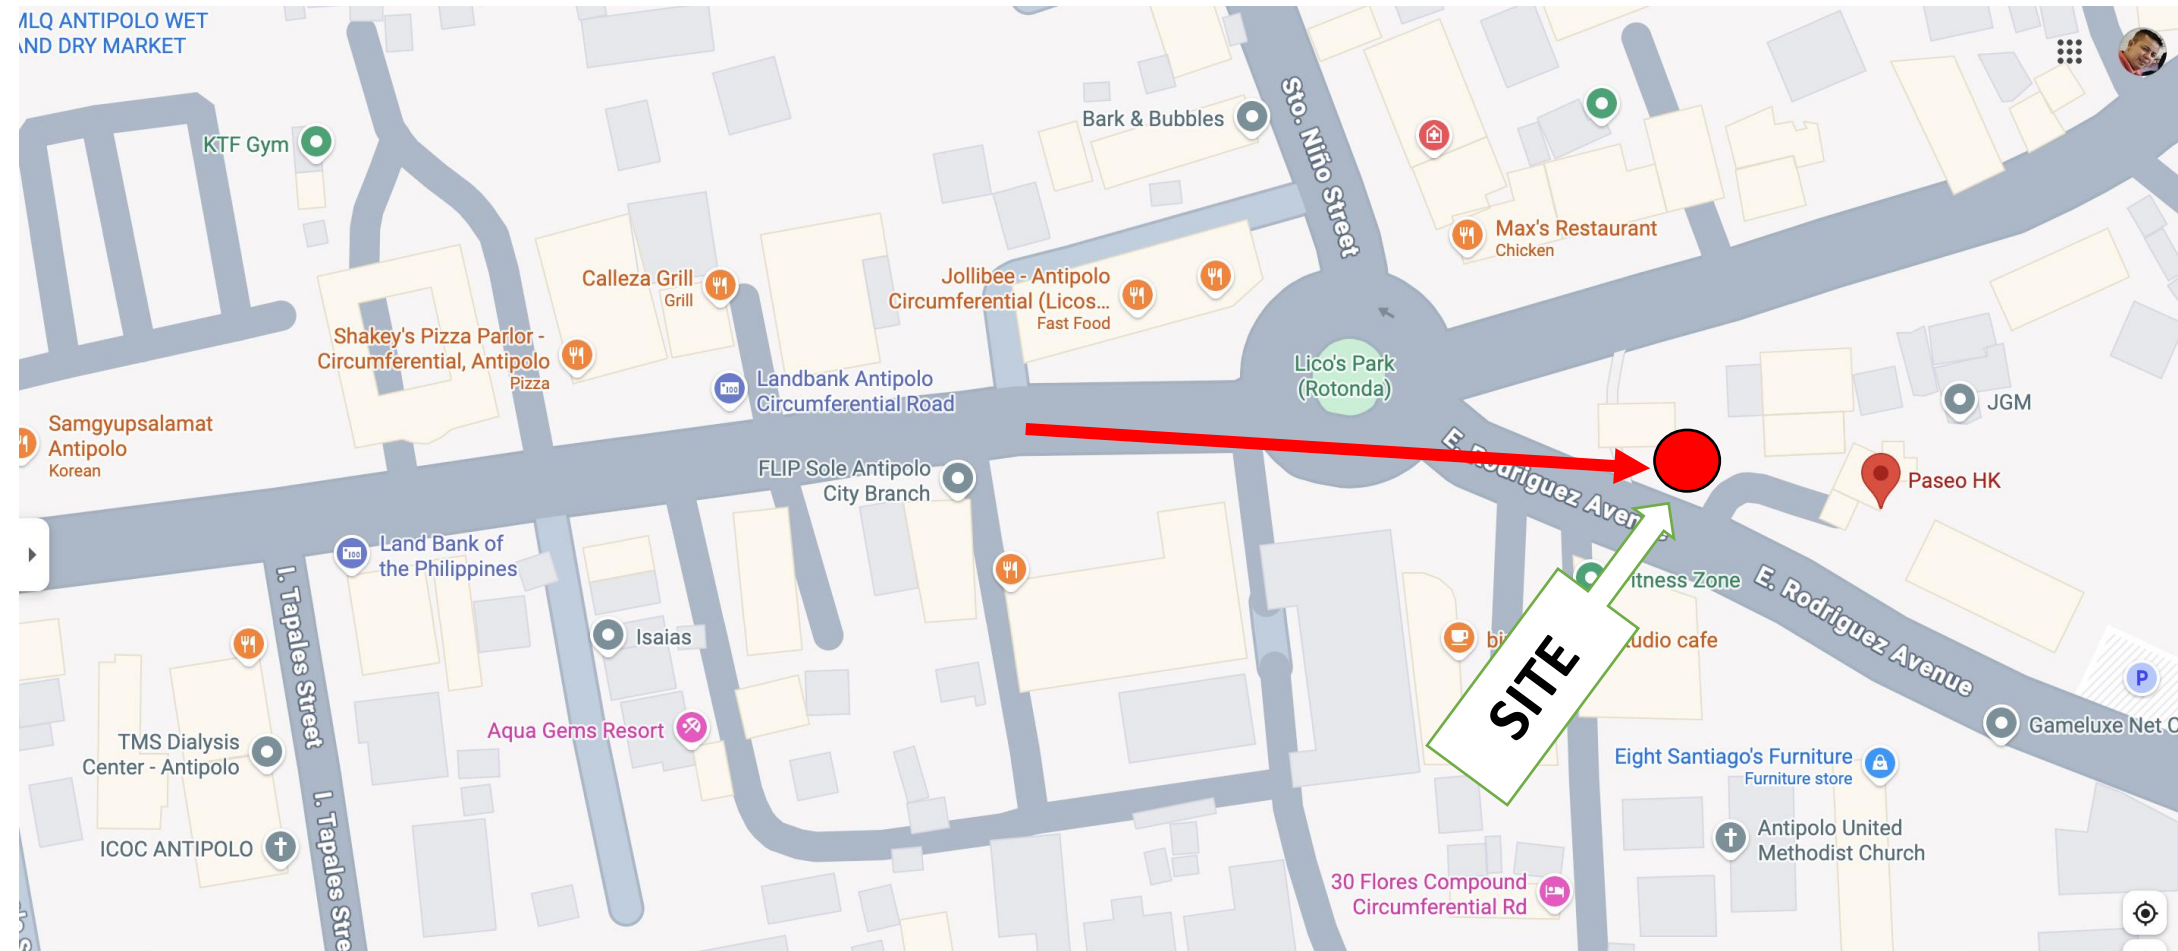 MLQ ANTIPOLO WET
AND DRY MARKET
KTF Gym
Bark & Bubbles
Sto. Niño Street
Max's Restaurant
Chicken
Calleza Grill
Grill
Jollibee - Antipolo
Circumferential (Licos...
Fast Food
Shakey's Pizza Parlor -
Circumferential, Antipolo
Pizza
Lico's Park
(Rotonda)
Landbank Antipolo
Circumferential Road
JGM
Samgyupsalamat
Antipolo
Korean
FLIP Sole Antipolo
City Branch
E. Rodriguez Aven
Paseo HK
Land Bank of
the Philippines
itness Zone
E. Rodriguez Avenue
I. Tapales Street
Isaias
bi
udio cafe
SITE
P
Aqua Gems Resort
Gameluxe Net C
TMS Dialysis
Center - Antipolo
Eight Santiago's Furniture
Furniture store
I. Tapales Stre
ICOC ANTIPOLO
Antipolo United
Methodist Church
30 Flores Compound
Circumferential Rd